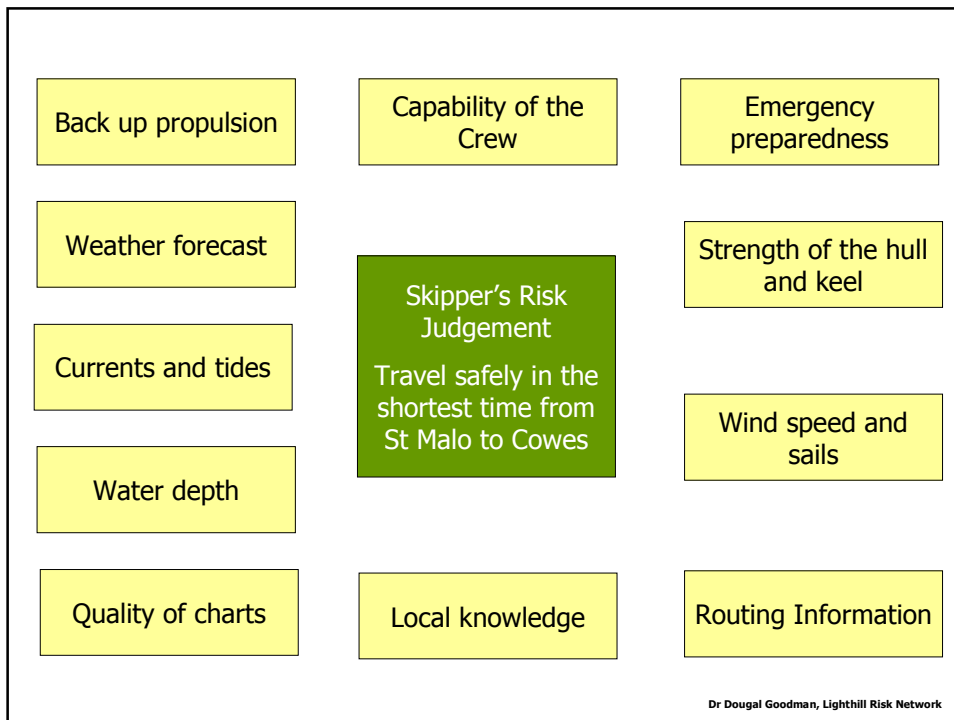 Back up propulsion
Capability of the
Crew
Emergency
preparedness
Weather forecast
Strength of the hull
and keel
Skipper’s Risk
Judgement
Travel safely in the
shortest time from
St Malo to Cowes
Currents and tides
Wind speed and
sails
Water depth
Quality of charts
Local knowledge
Routing Information
Dr Dougal Goodman, Lighthill Risk Network